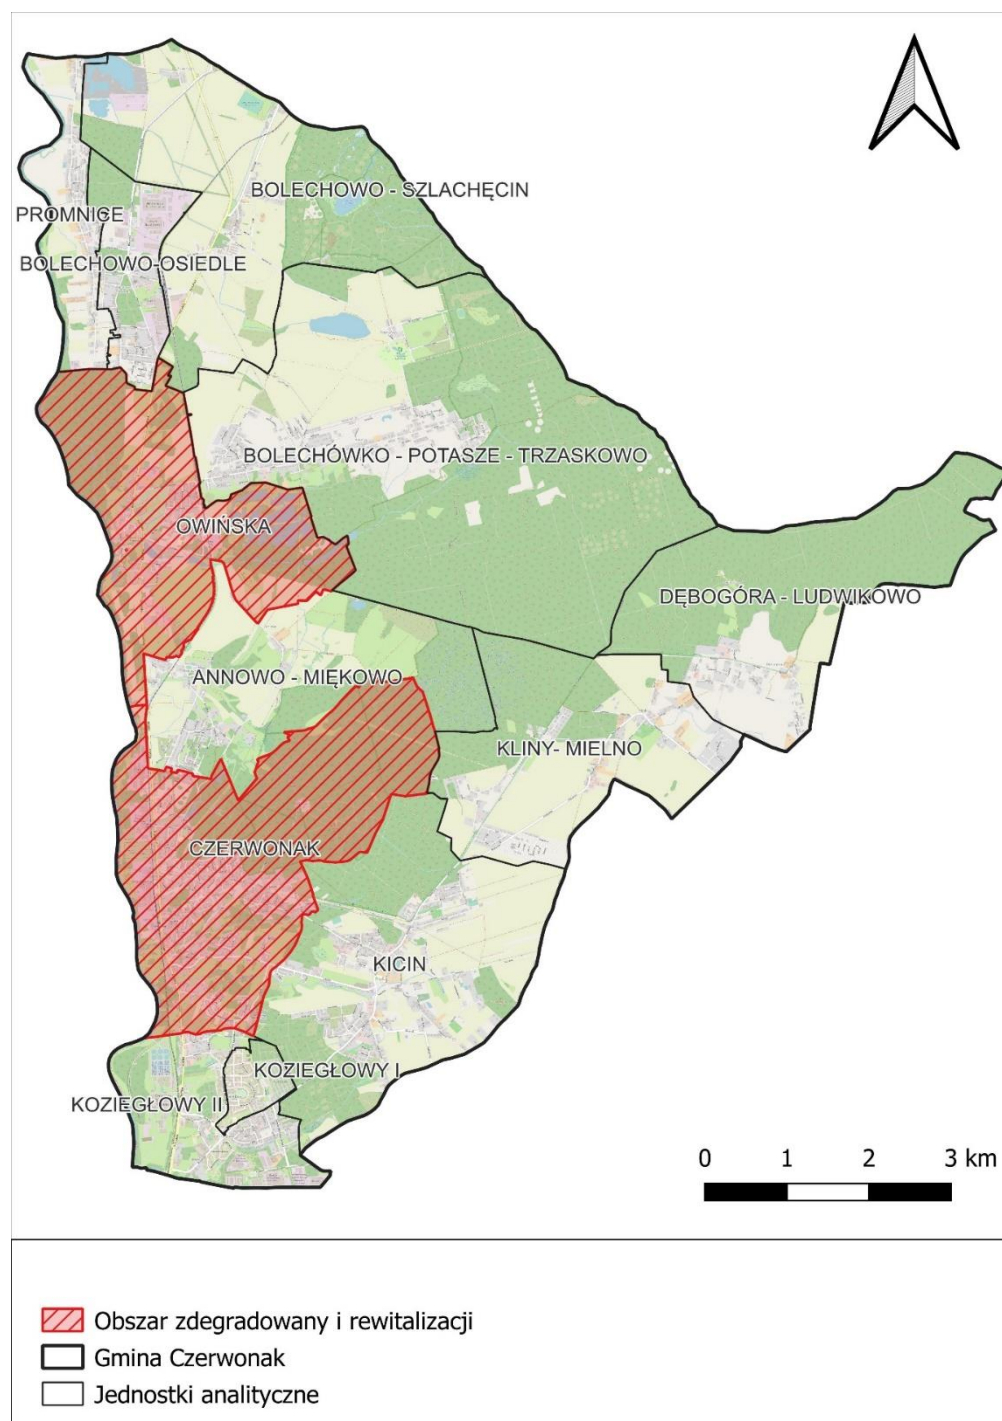 BOLECHOWO - SZLACHĘCIN
PROMNICE
BOLECHOWO-OSIEDLE
BOLECHÓWKO - POTASZE - TRZASKOWO
OWIŃSKA
DĘBOGÓRA - LUDWIKOWO
ANNOWO - MIĘKOWO
KLINY- MIELNO
CZERWONAK
KICIN
KOZIEGŁOWY I
KOZIEGŁOWY II
0 1 2 3 km
Obszar zdegradowany i rewitalizacji
Gmina Czerwonak
Jednostki analityczne